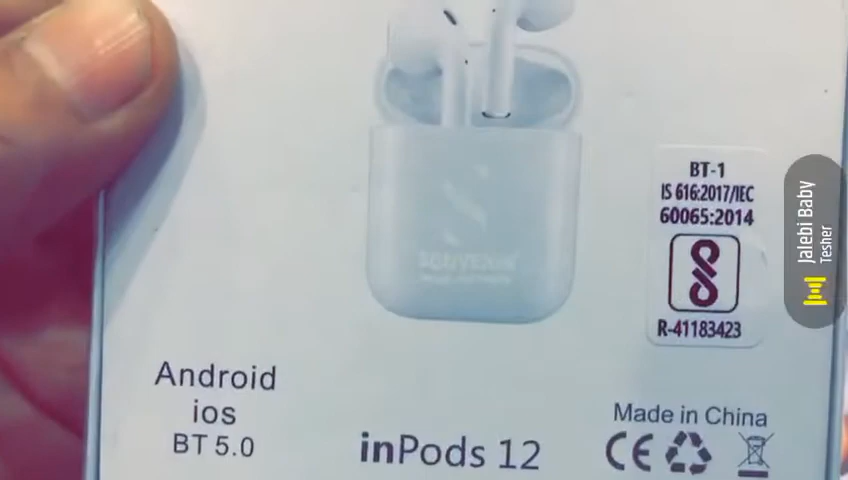 BT-1
IS 616:2017/IEC
60065:2014
R-41183423
Jalebi Baby
Tesher
Android
ios
BT 5.0
inPods 12
Made in China
CE